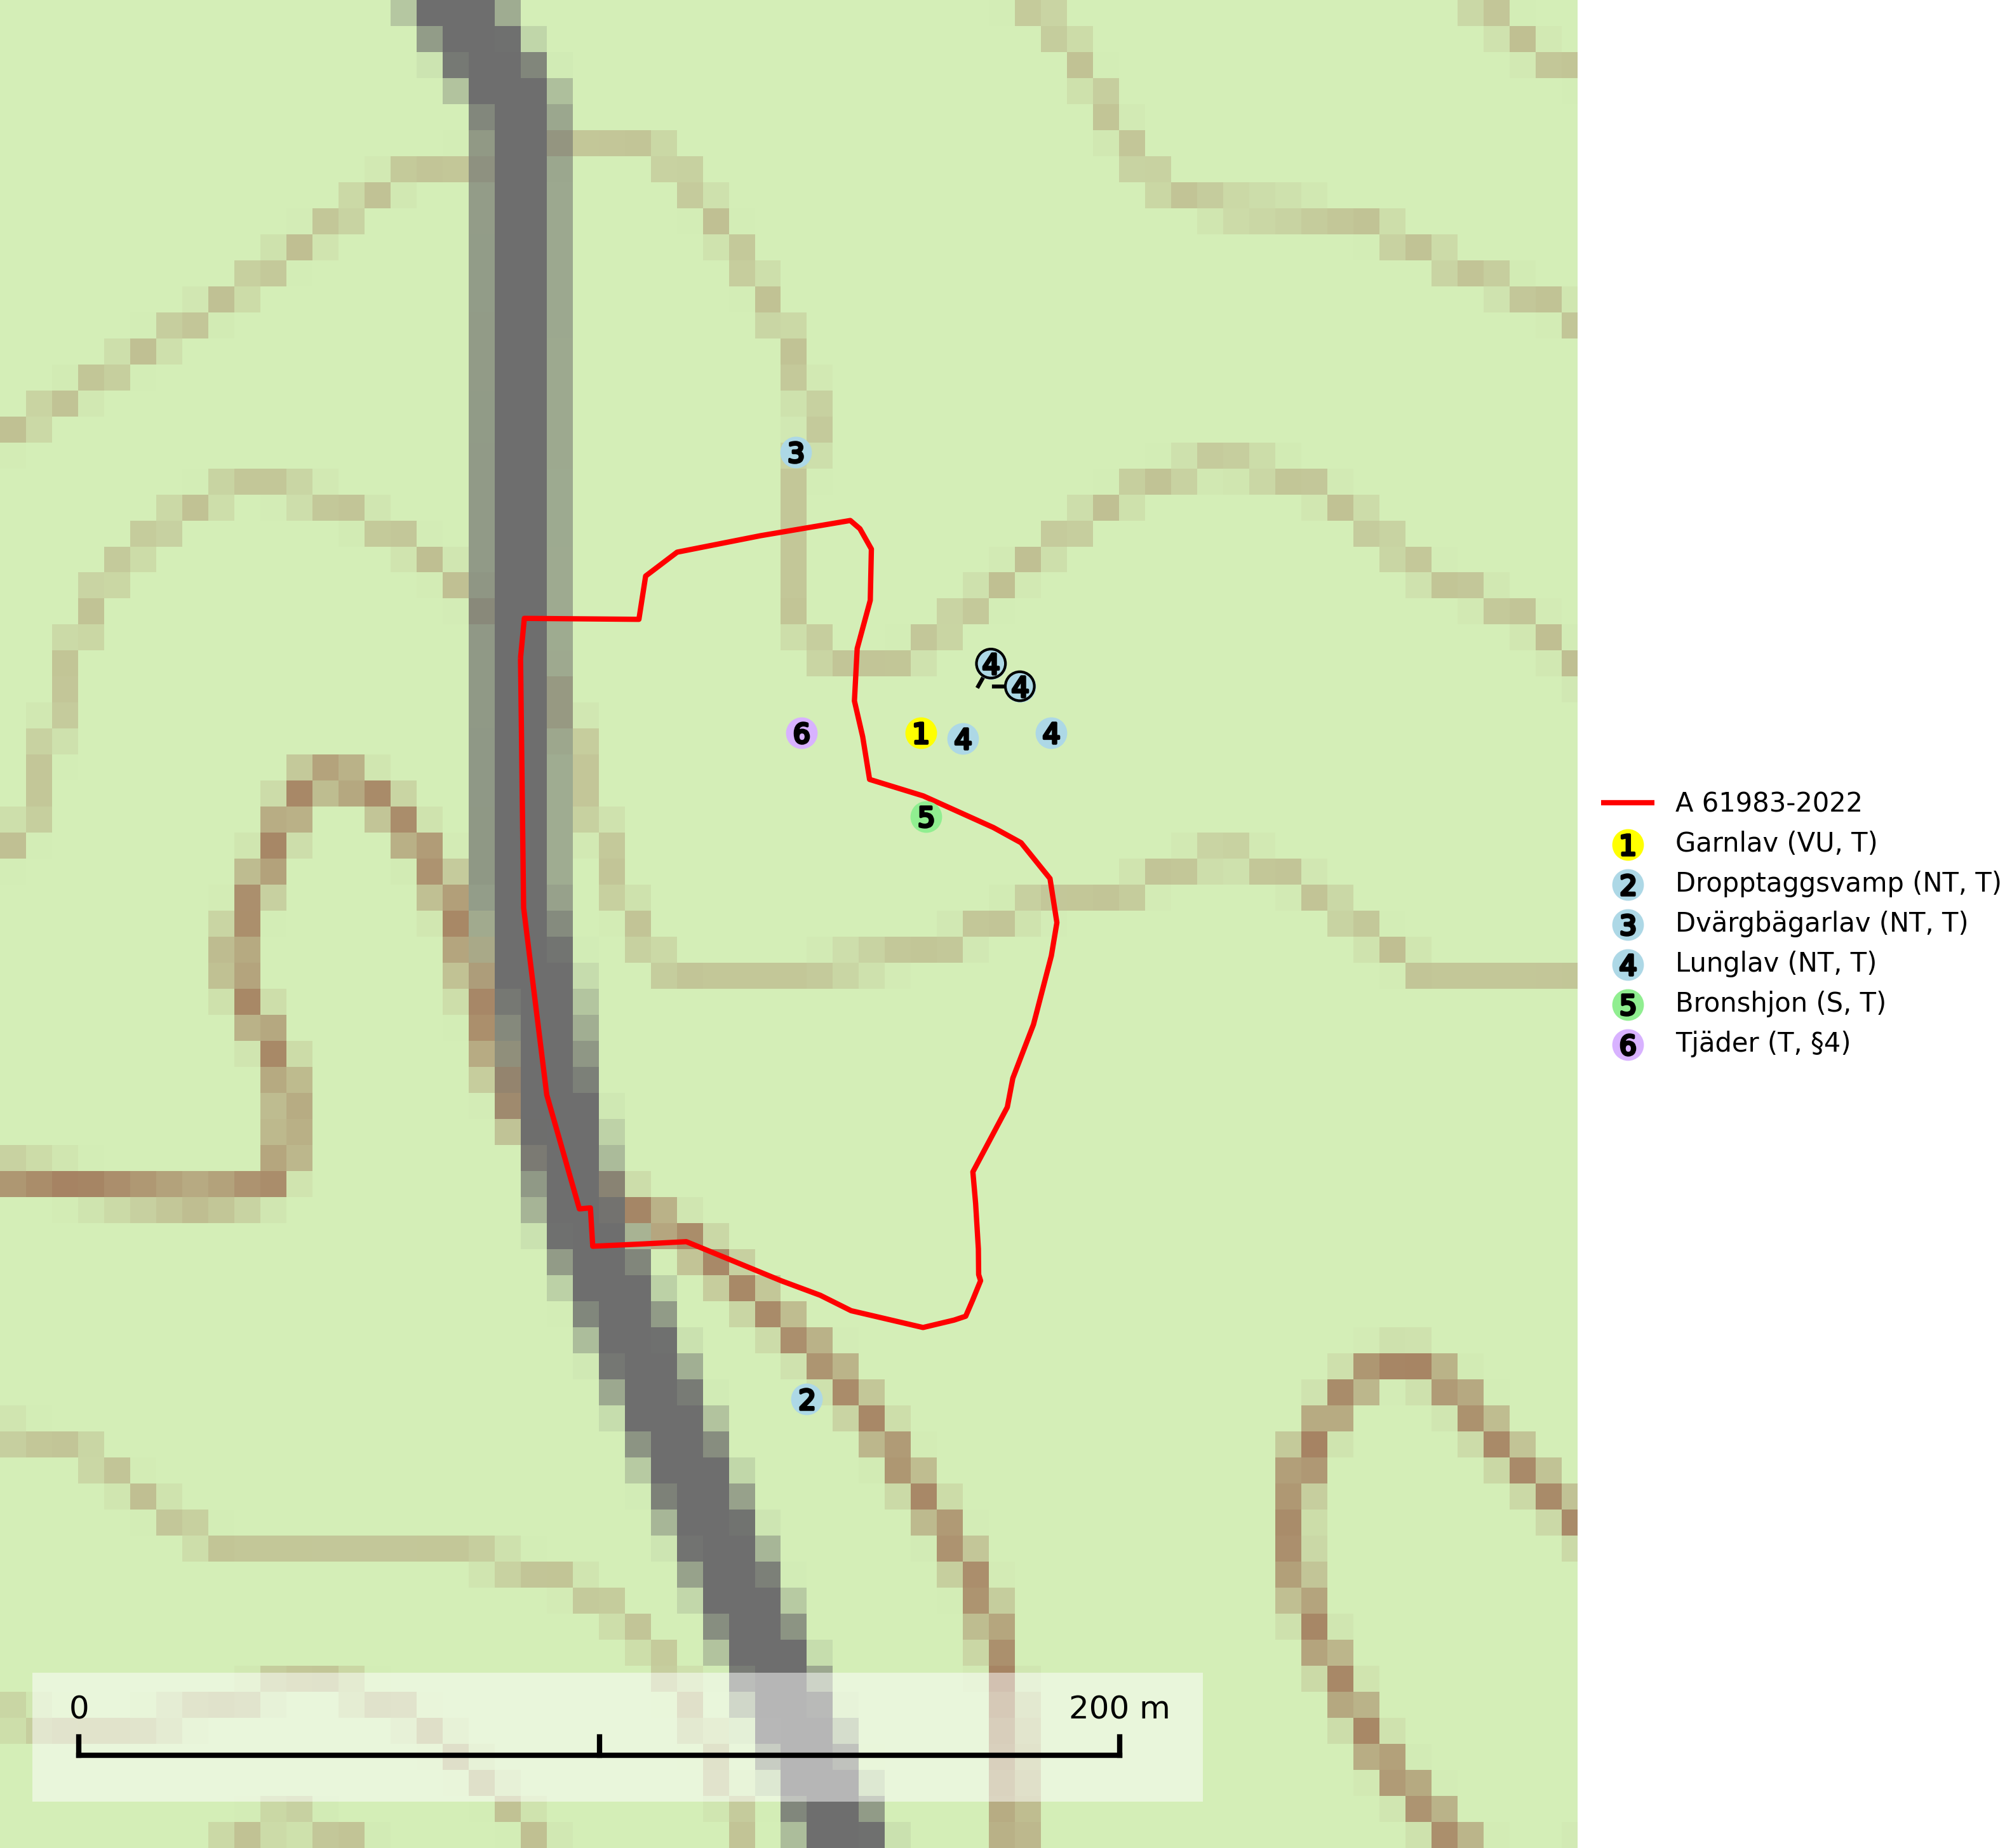 3
4
4
6
1
4
4
5
2
0
200 m
A 61983-2022
1 Garnlav (VU, T)
2 Dropptaggsvamp (NT, T)
3 Dvärgbägarlav (NT, T)
4 Lunglav (NT, T)
5 Bronshjon (S, T)
6 Tjäder (T, §4)